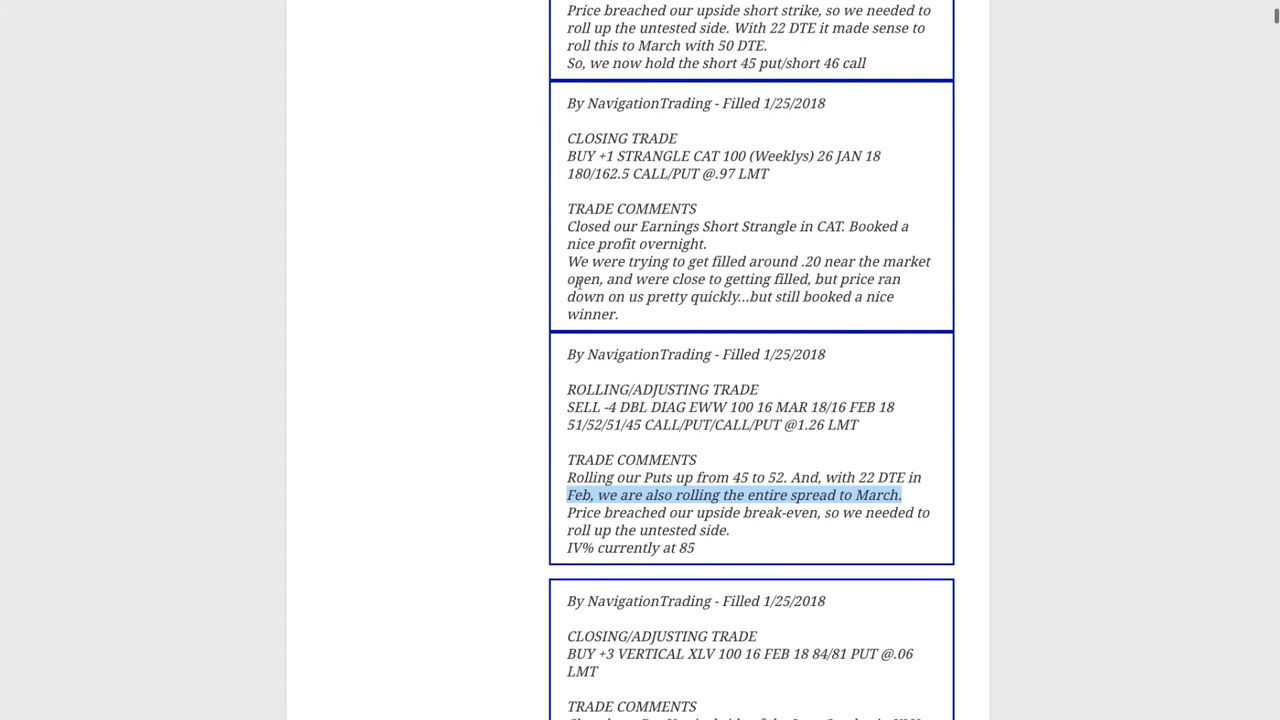 Price breached our upside short strike, so we needed to
roll up the untested side. With 22 DTE it made sense to
roll this to March with 50 DTE.
So, we now hold the short 45 put/short 46 call
By NavigationTrading - Filled 1/25/2018
CLOSING TRADE
BUY +1 STRANGLE CAT 100 (Weeklys) 26 JAN 18
180/162.5 CALL/PUT @.97 LMT
TRADE COMMENTS
Closed our Earnings Short Strangle in CAT. Booked a
nice profit overnight.
We were trying to get filled around .20 near the market
open, and were close to getting filled, but price ran
down on us pretty quickly...but still booked a nice
winner.
By NavigationTrading - Filled 1/25/2018
ROLLING/ADJUSTING TRADE
SELL -4 DBL DIAG EWW 100 16 MAR 18/16 FEB 18
51/52/51/45 CALL/PUT/CALL/PUT @1.26 LMT
TRADE COMMENTS
Rolling our Puts up from 45 to 52. And, with 22 DTE in
Feb, we are also rolling the entire spread to March.
Price breached our upside break-even, so we needed to
roll up the untested side.
IV% currently at 85
By NavigationTrading - Filled 1/25/2018
CLOSING/ADJUSTING TRADE
BUY +3 VERTICAL XLV 100 16 FEB 18 84/81 PUT @.06
LMT
TRADE COMMENTS